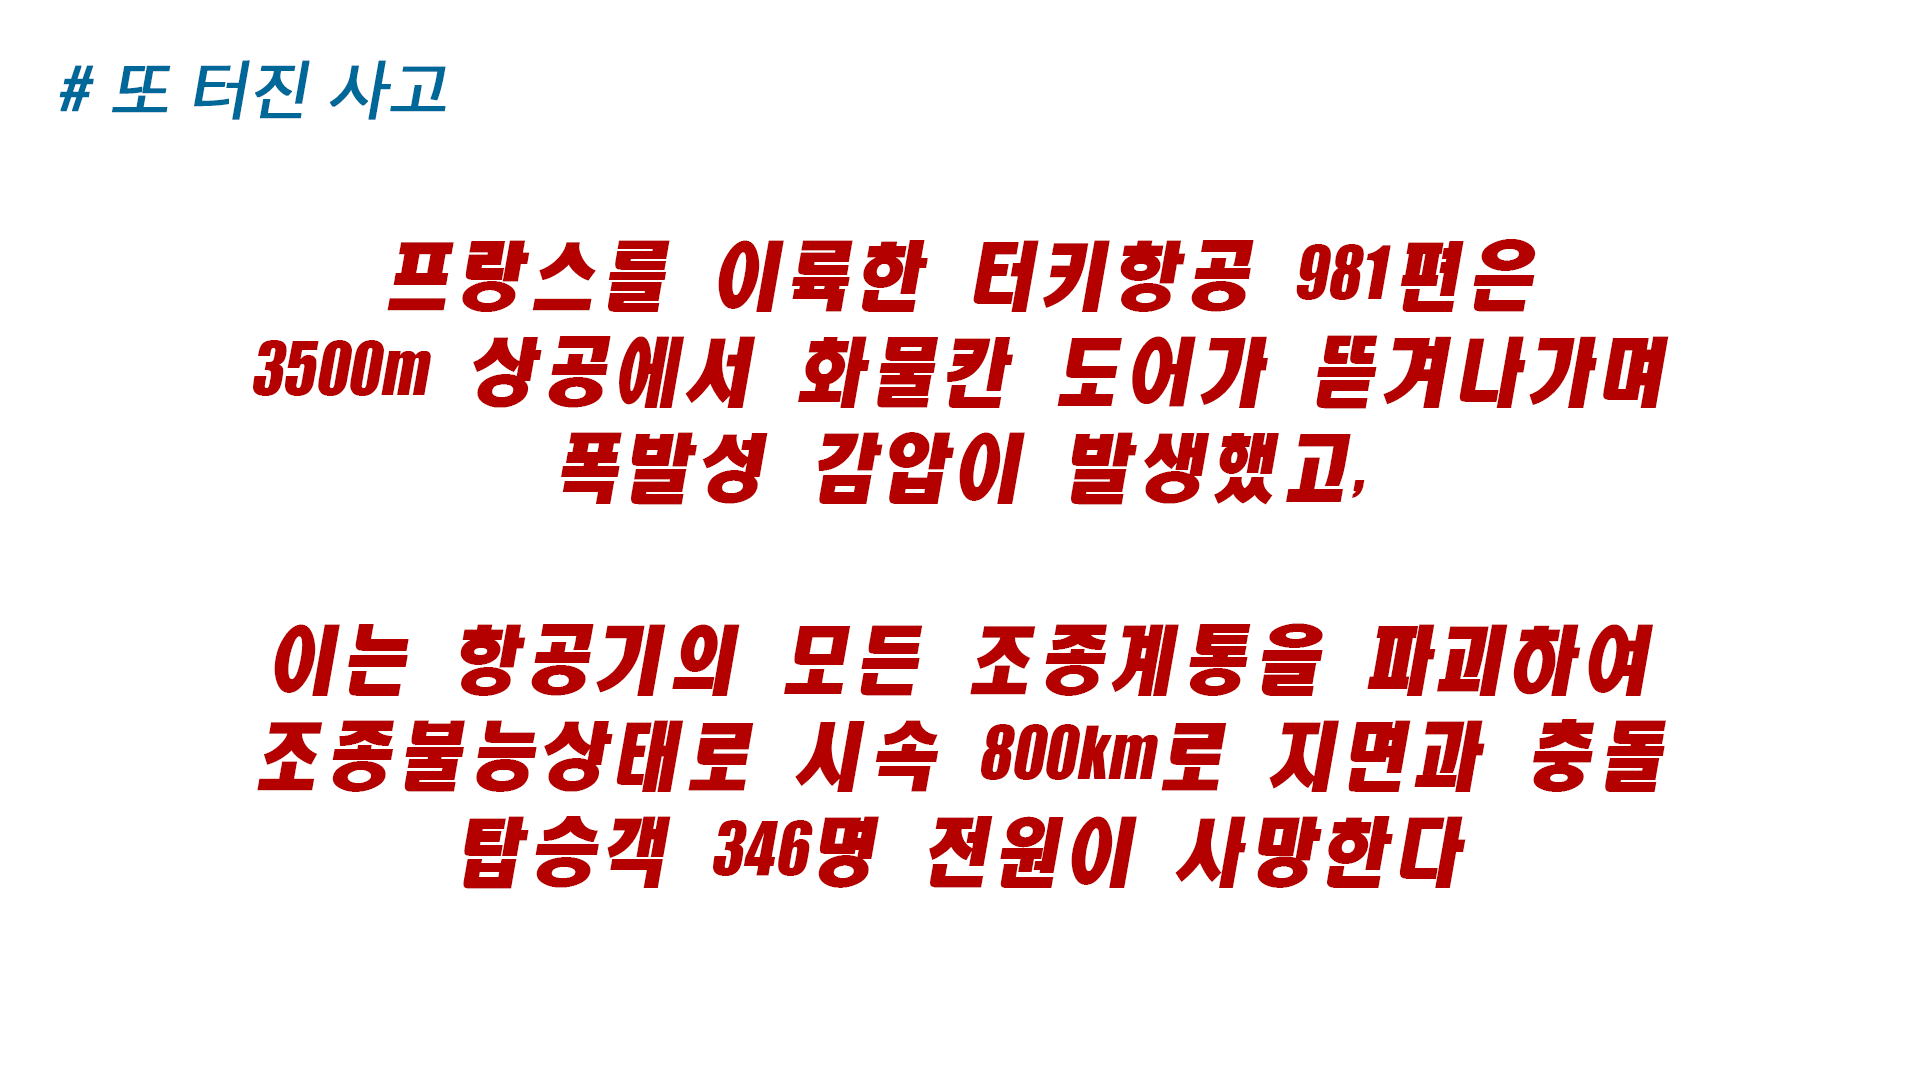 # 또 터진 사고
프랑스를 이륙한 터키항공 981편은
3500m 상공에서 화물칸 도어가 뜯겨나가며
폭발성 감압이 발생했고,
이는 항공기의 모든 조종계통을 파괴하여
조종불능상태로 시속 800km로 지면과 충돌
탑승객 346명 전원이 사망한다